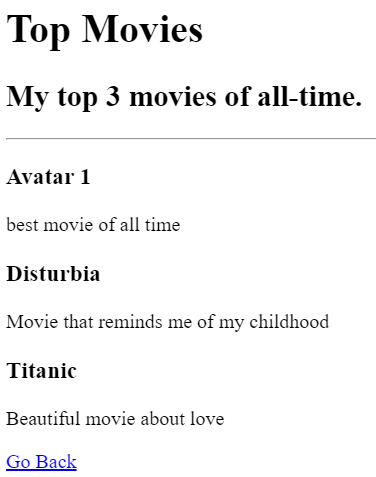 Top Movies
My top 3 movies of all-time.
Avatar 1
best movie of all time
Disturbia
Movie that reminds me of my childhood
Titanic
Beautiful movie about love
Go Back